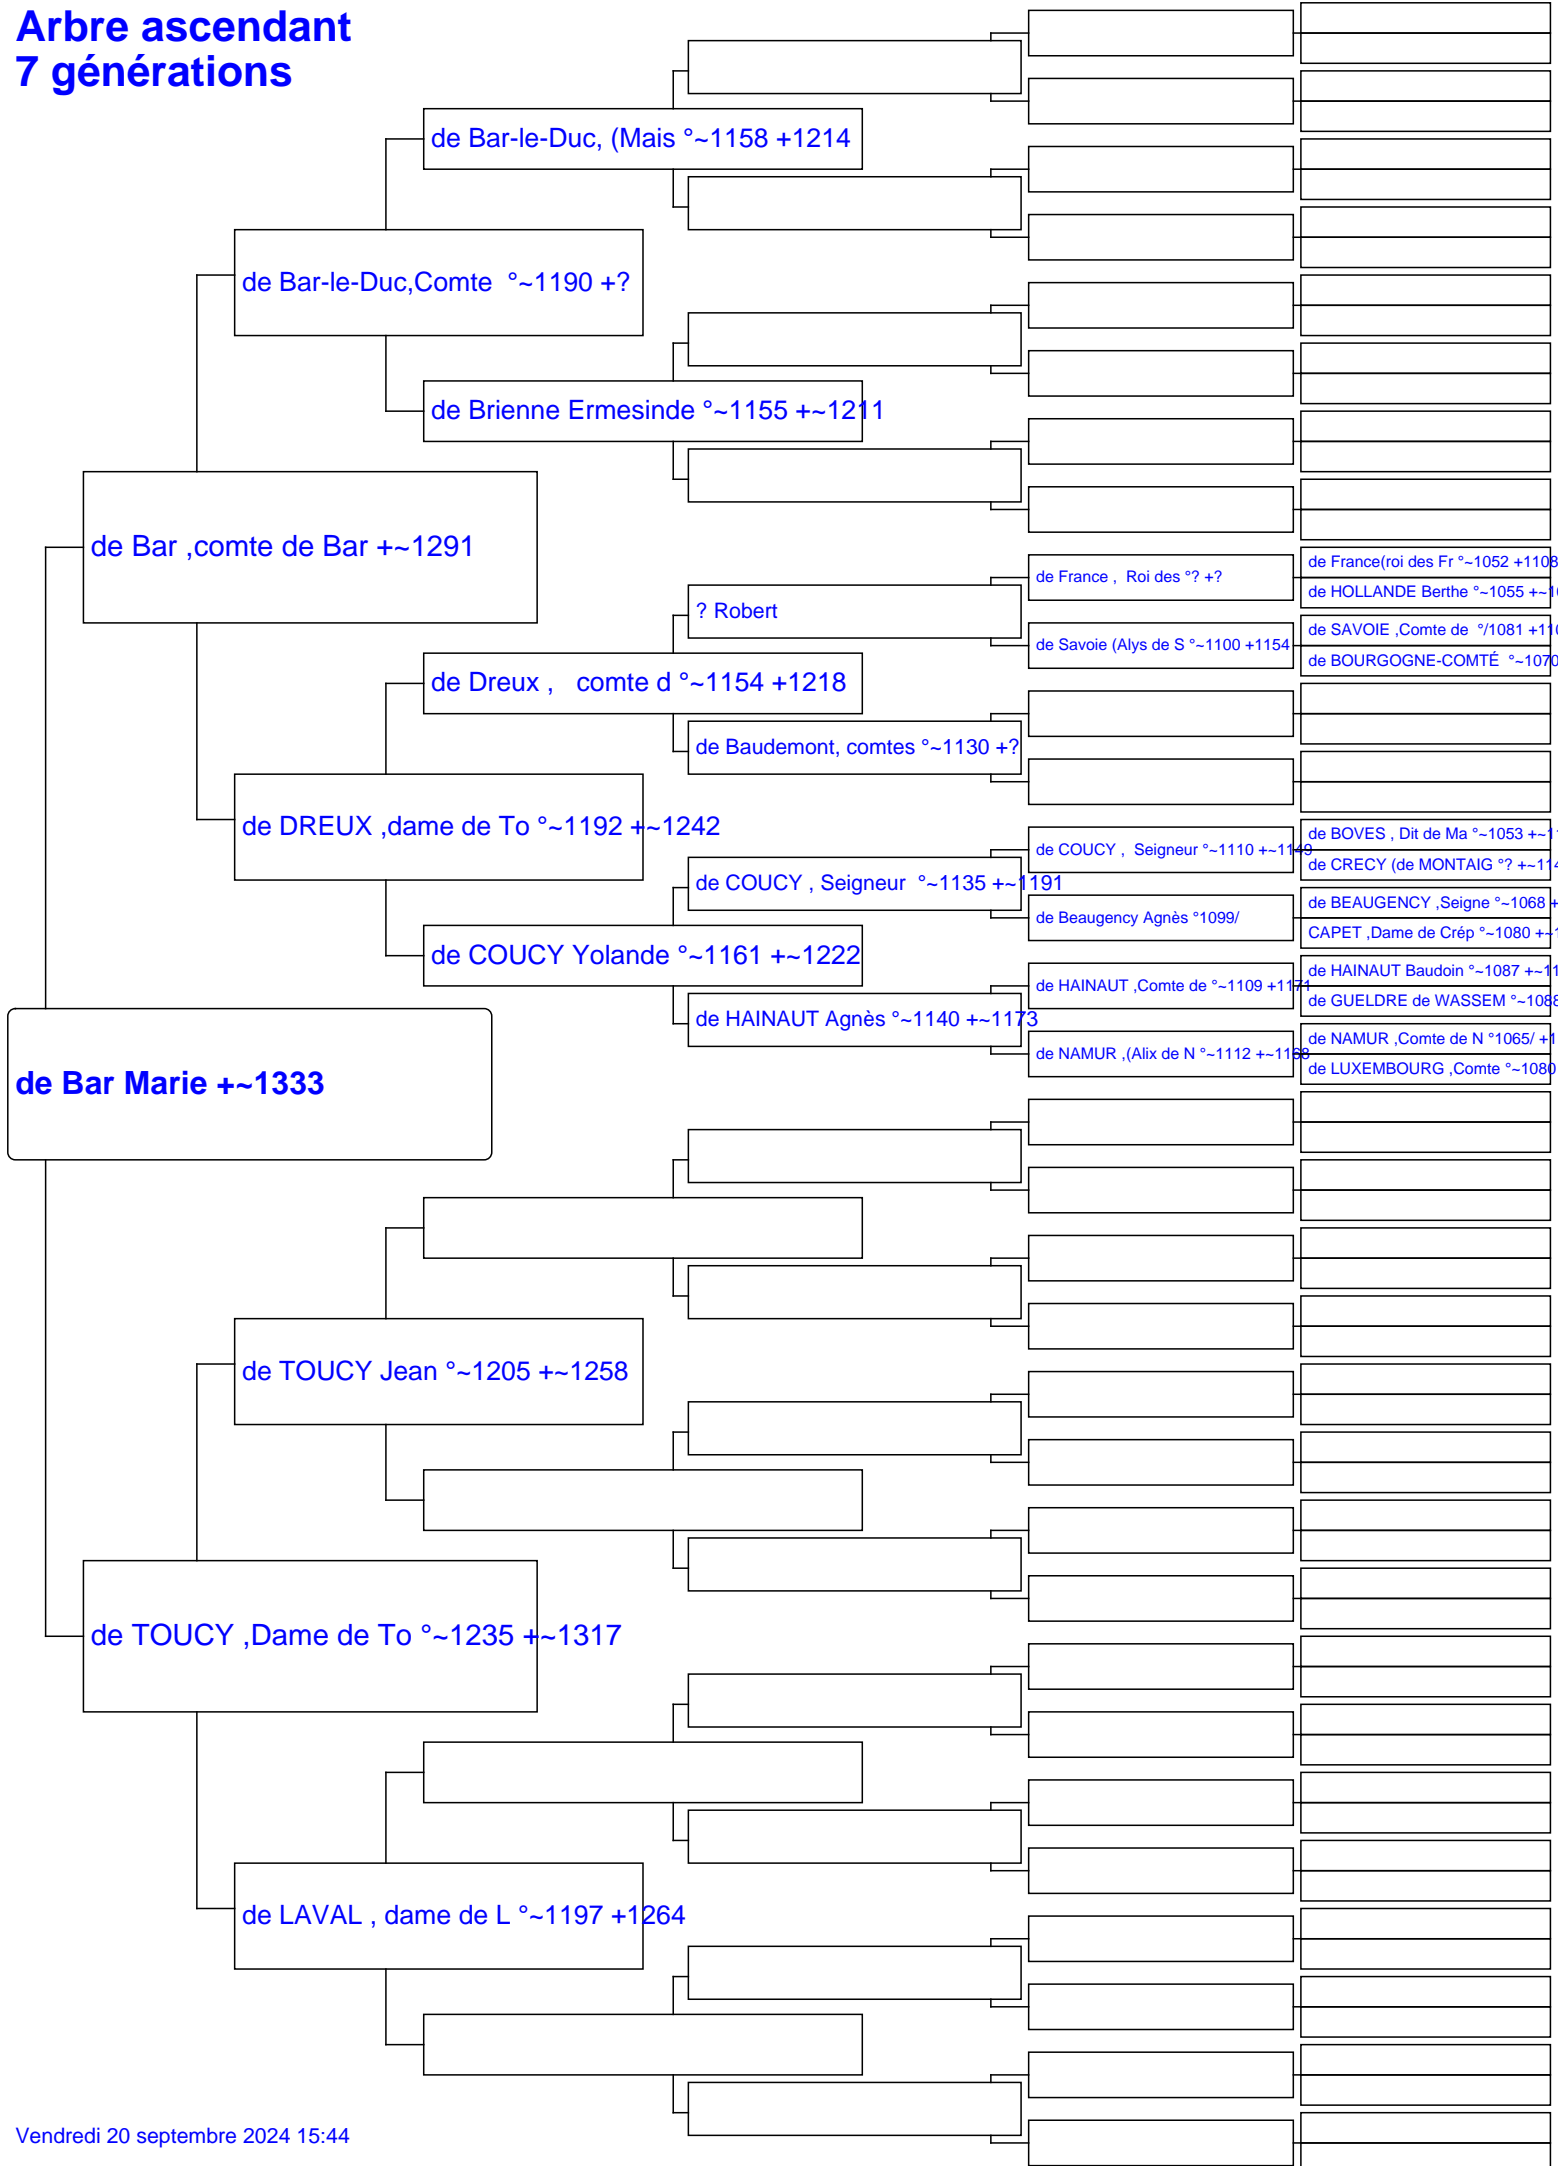 Arbre ascendant
7 générations
de Bar-le-Duc, (Mais °~1158 +1214
de Bar-le-Duc,Comte °~1190 +?
de Brienne Ermesinde °~1155 +~1211
de Bar ,comte de Bar +~1291
de France(roi des Fr °~1052 +1108
de France , Roi des °? +?
de HOLLANDE Berthe °~1055 +~1
? Robert
de SAVOIE ,Comte de °/1081 +11
de Savoie (Alys de S °~1100 +1154
de BOURGOGNE-COMTÉ °~1070
de Dreux , comte d °~1154 +1218
de Baudemont, comtes °~1130 +?
de DREUX ,dame de To °~1192 +~1242
de BOVES , Dit de Ma °~1053 +~1
de COUCY , Seigneur °~1110 +~1149
de CRECY (de MONTAIG °? +~114
de COUCY , Seigneur °~1135 +~1191
de BEAUGENCY ,Seigne °~1068 +
de Beaugency Agnès °1099/
CAPET ,Dame de Crép °~1080 +~1
de COUCY Yolande °~1161 +~1222
de HAINAUT Baudoin °~1087 +~11
de HAINAUT ,Comte de °~1109 +1171
de GUELDRE de WASSEM °~1088
de HAINAUT Agnès °~1140 +~1173
de NAMUR ,Comte de N °1065/ +1
de NAMUR ,(Alix de N °~1112 +~1168
de LUXEMBOURG ,Comte °~1080
de Bar Marie +~1333
de TOUCY Jean °~1205 +~1258
de TOUCY ,Dame de To °~1235 +~1317
de LAVAL , dame de L °~1197 +1264
Vendredi 20 septembre 2024 15:44